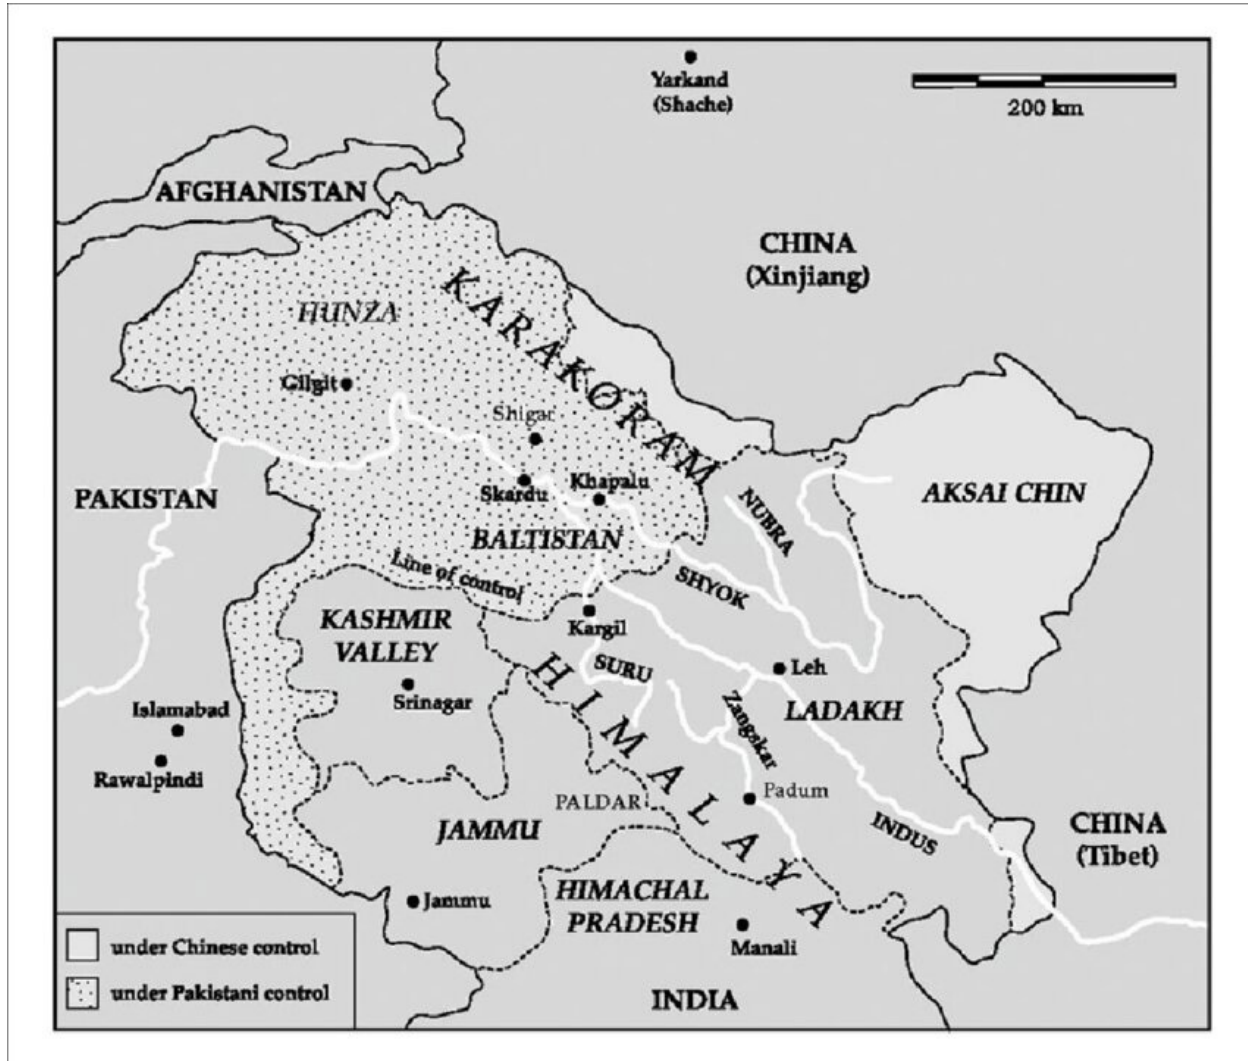 Yarkand
(Shache)
200 km
AFGHANISTAN
CHINA
(Xinjiang)
KARAKORAM
HUNZA
Gilgit
Shigar
Skardu
Khapalu
PAKISTAN
NUBRA
AKSAI CHIN
BALTISTAN
Line of control
SHYOK
KASHMIR
VALLEY
Kargil
SURU
Leh
Srinagar
HIMALAYA
Zangskar
LADAKH
Islamabad
Rawalpindi
PALDAR
Padum
JAMMU
INDUS
CHINA
(Tibet)
HIMACHAL
PRADESH
Jammu
Manali
under Chinese control
under Pakistani control
INDIA